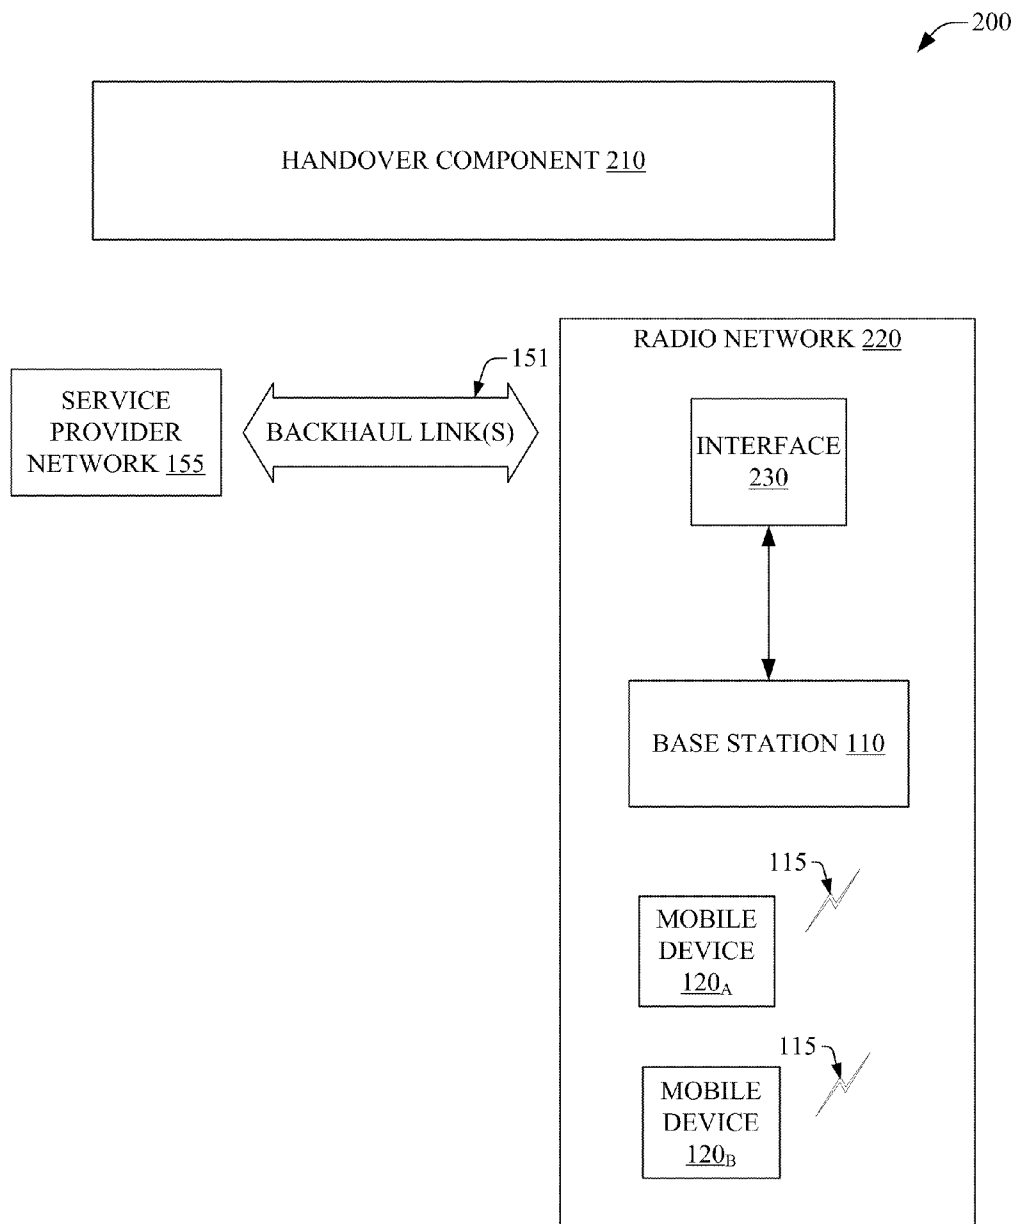 200
HANDOVER COMPONENT 210
RADIO NETWORK 220
151
SERVICE
PROVIDER
NETWORK 155
BACKHAUL LINK(S)
INTERFACE
230
BASE STATION 110
115
MOBILE
DEVICE
120A
115
MOBILE
DEVICE
120B